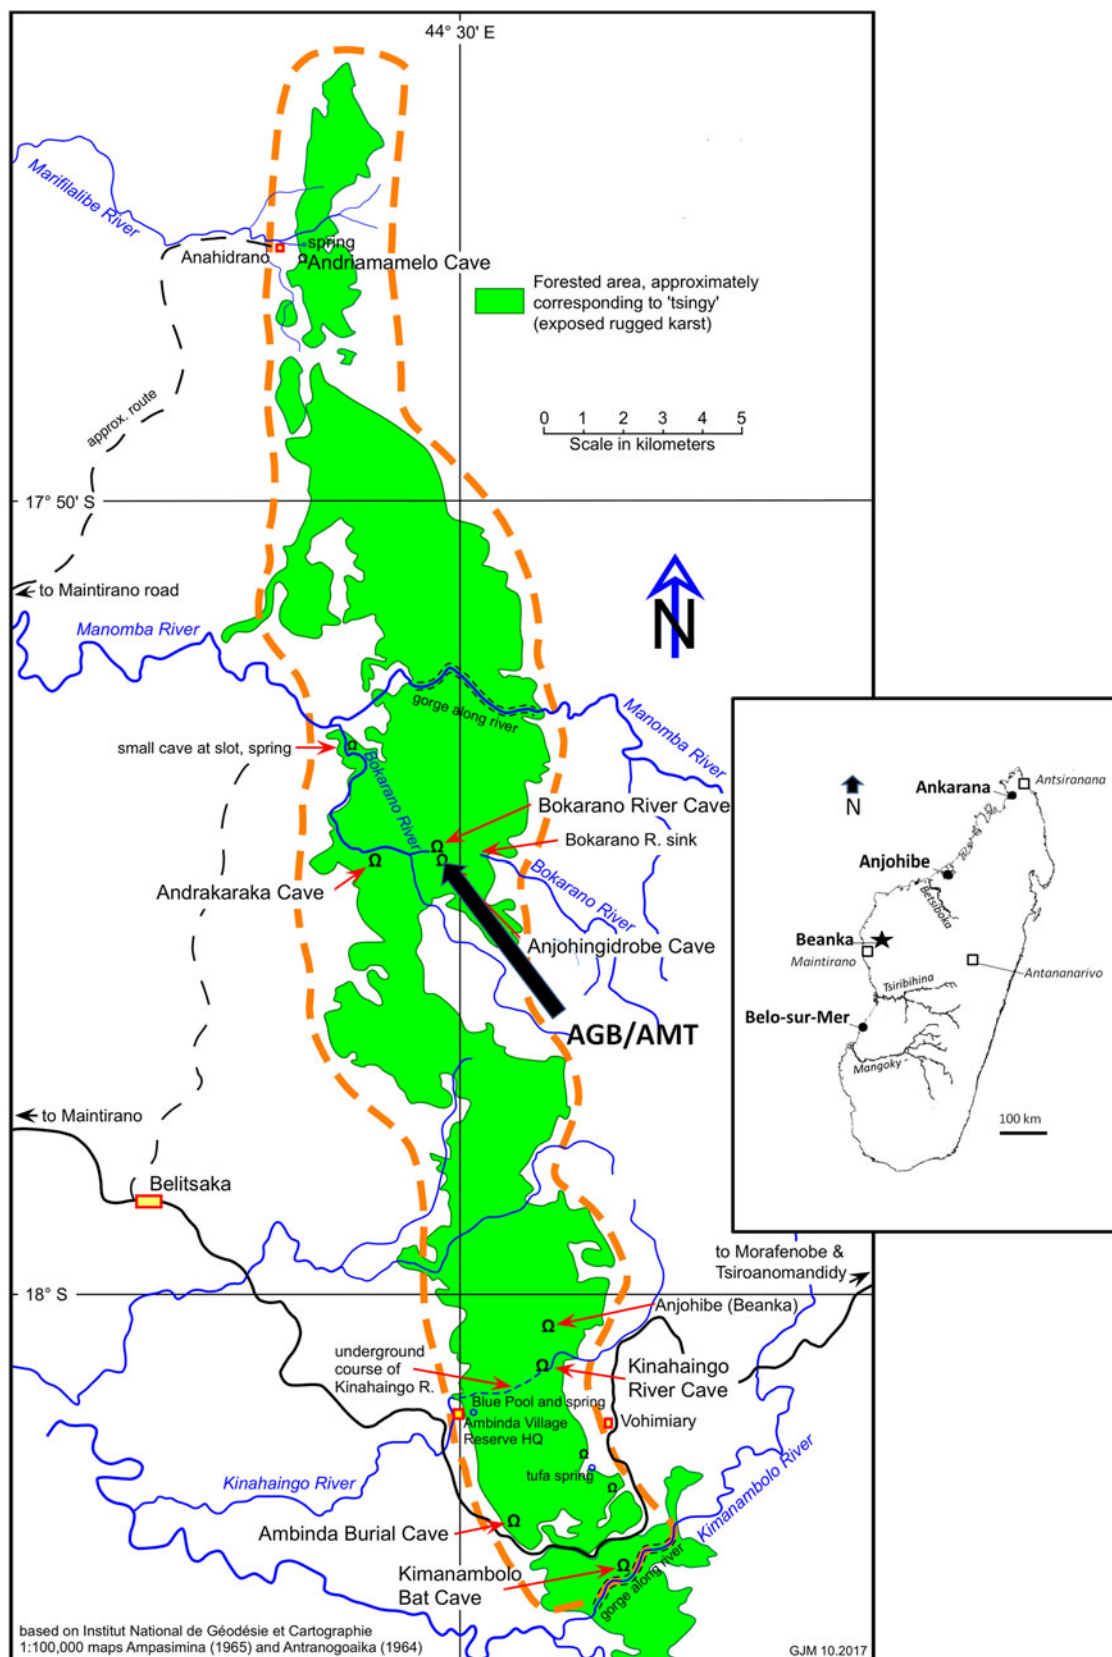 44° 30' E
Marifilalibe River
spring
Anahidrano
Andriamamelo Cave
Forested area, approximately
corresponding to 'tsingy'
(exposed rugged karst)
0 1 2 3 4 5
Scale in kilometers
approx. route
17° 50' S
to Maintirano road
N
Manomba River
gorge along river
Manomba River
small cave at slot, spring
Bokarano River
Bokarano River Cave
Bokarano R. sink
Andrakaraka Cave
Bokarano River
Anjohingidrobe Cave
AGB/AMT
N
Ankarana
Antsiranana
Anjohibe
Betsiboka
Beanka
Maintirano
Antananarivo
Tsiribihina
Belo-sur-Mer
Mangoky
100 km
to Maintirano
Belitsaka
to Morafenobe &
Tsiroanomandidy
18° S
Anjohibe (Beanka)
underground
course of
Kinahaingo R.
Kinahaingo
River Cave
Blue Pool and spring
Ambinda Village
Reserve HQ
Vohimiary
tufa spring
Kinahaingo River
Kimanambolo River
Ambinda Burial Cave
Kimanambolo
Bat Cave
gorge along river
based on Institut National de Géodésie et Cartographie
1:100,000 maps Ampasimina (1965) and Antranogoaika (1964)
GJM 10.2017